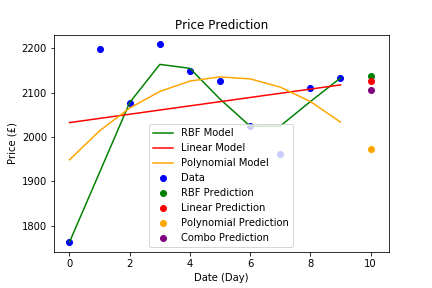 Price Prediction
Price (£)
2200
2100
2000
1900
1800
RBF Model
Linear Model
Polynomial Model
Data
RBF Prediction
Linear Prediction
Polynomial Prediction
Combo Prediction
0 2 4 6 8 10
Date (Day)